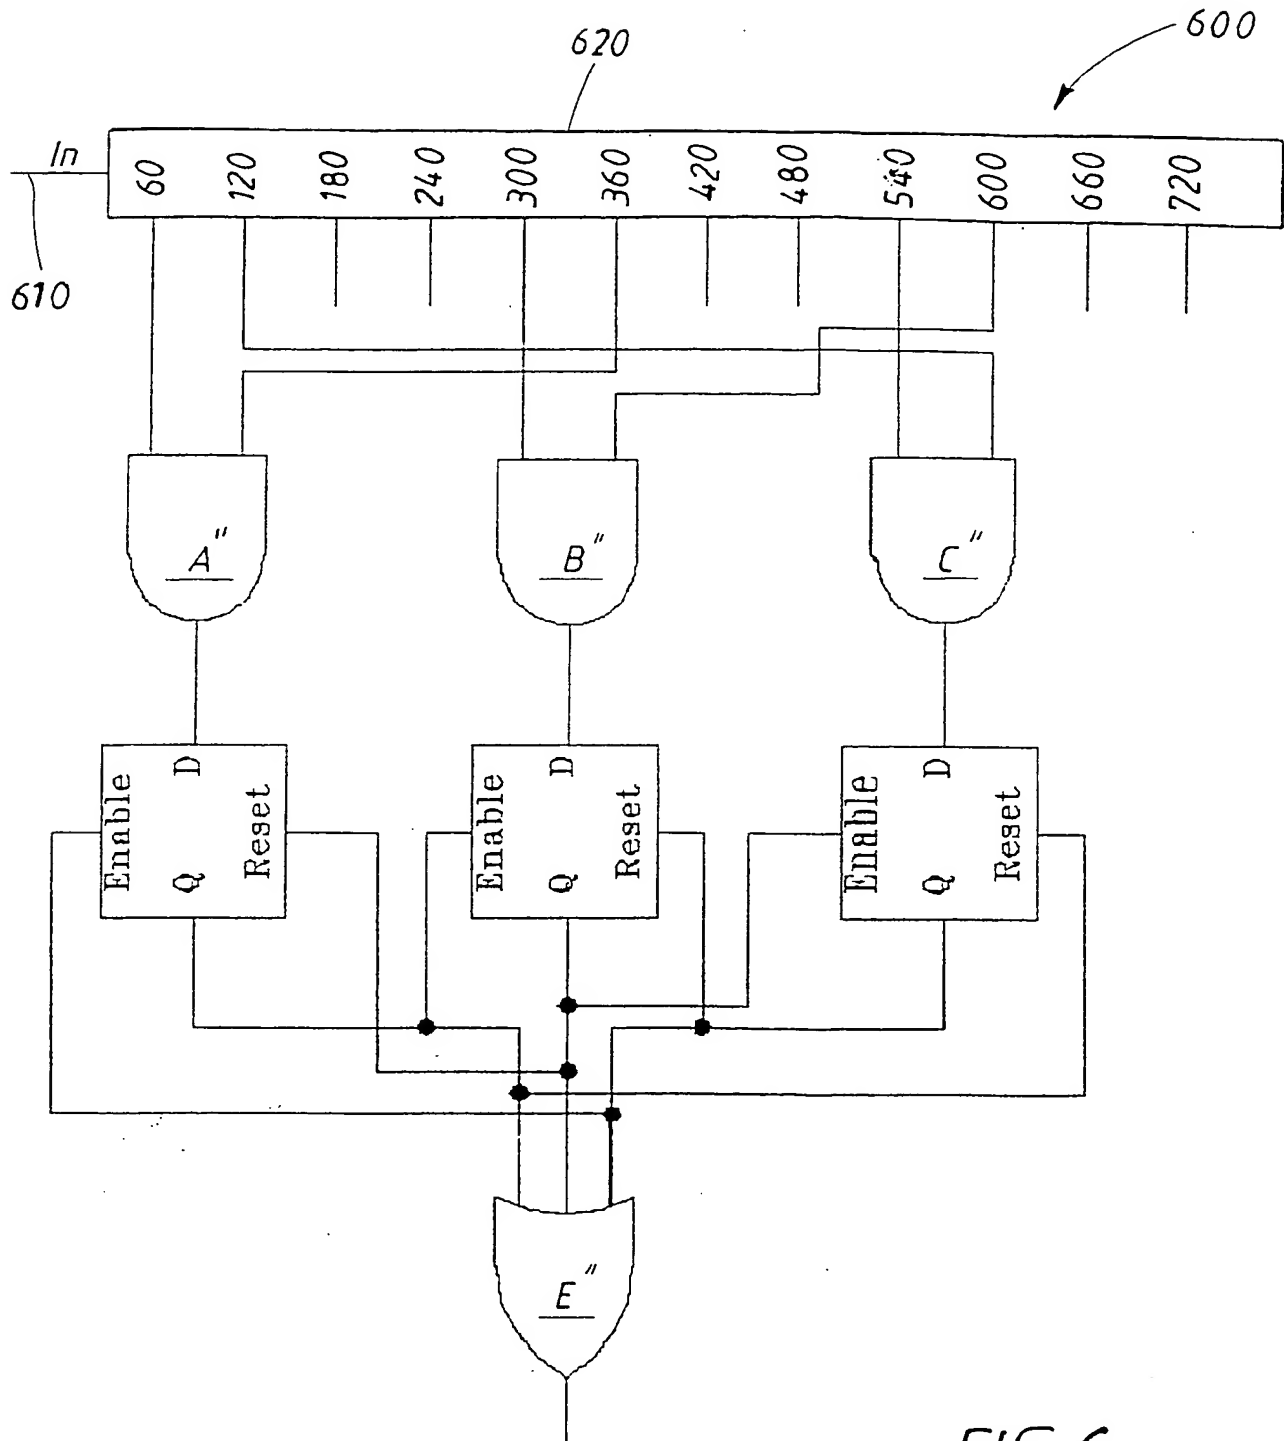 600
620
In
60 120 180 240 300 360 420 480 540 600 660 720
610
A" B" C"
Enable D Q Reset Enable D Q Reset Enable D Q Reset
E"